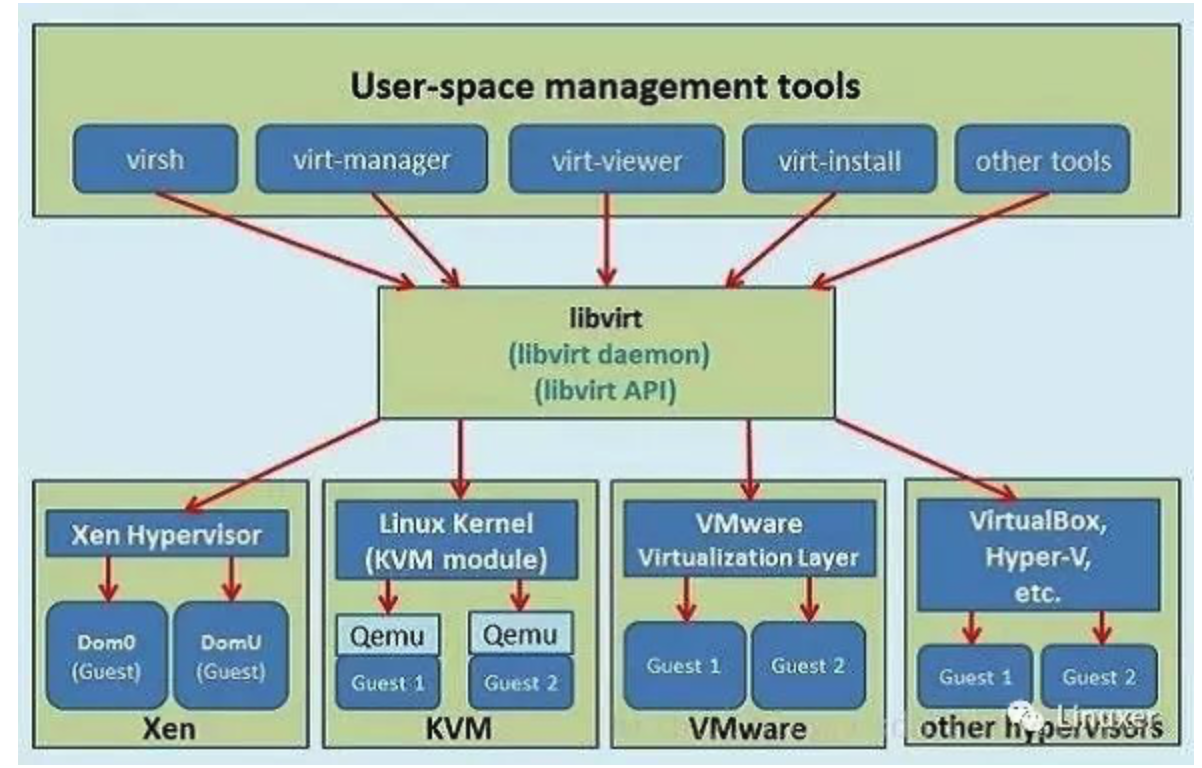 User-space management tools
virsh
virt-manager
virt-viewer
virt-install
other tools
libvirt
(libvirt daemon)
(libvirt API)
Xen Hypervisor
Dom0
(Guest)
DomU
(Guest)
Xen
Linux Kernel
(KVM module)
Qemu
Guest 1
Qemu
Guest 2
KVM
VMware
Virtualization Layer
Guest 1
Guest 2
VMware
VirtualBox,
Hyper-V,
etc.
Guest 1
Guest 2
other hypervisors
Linuxer